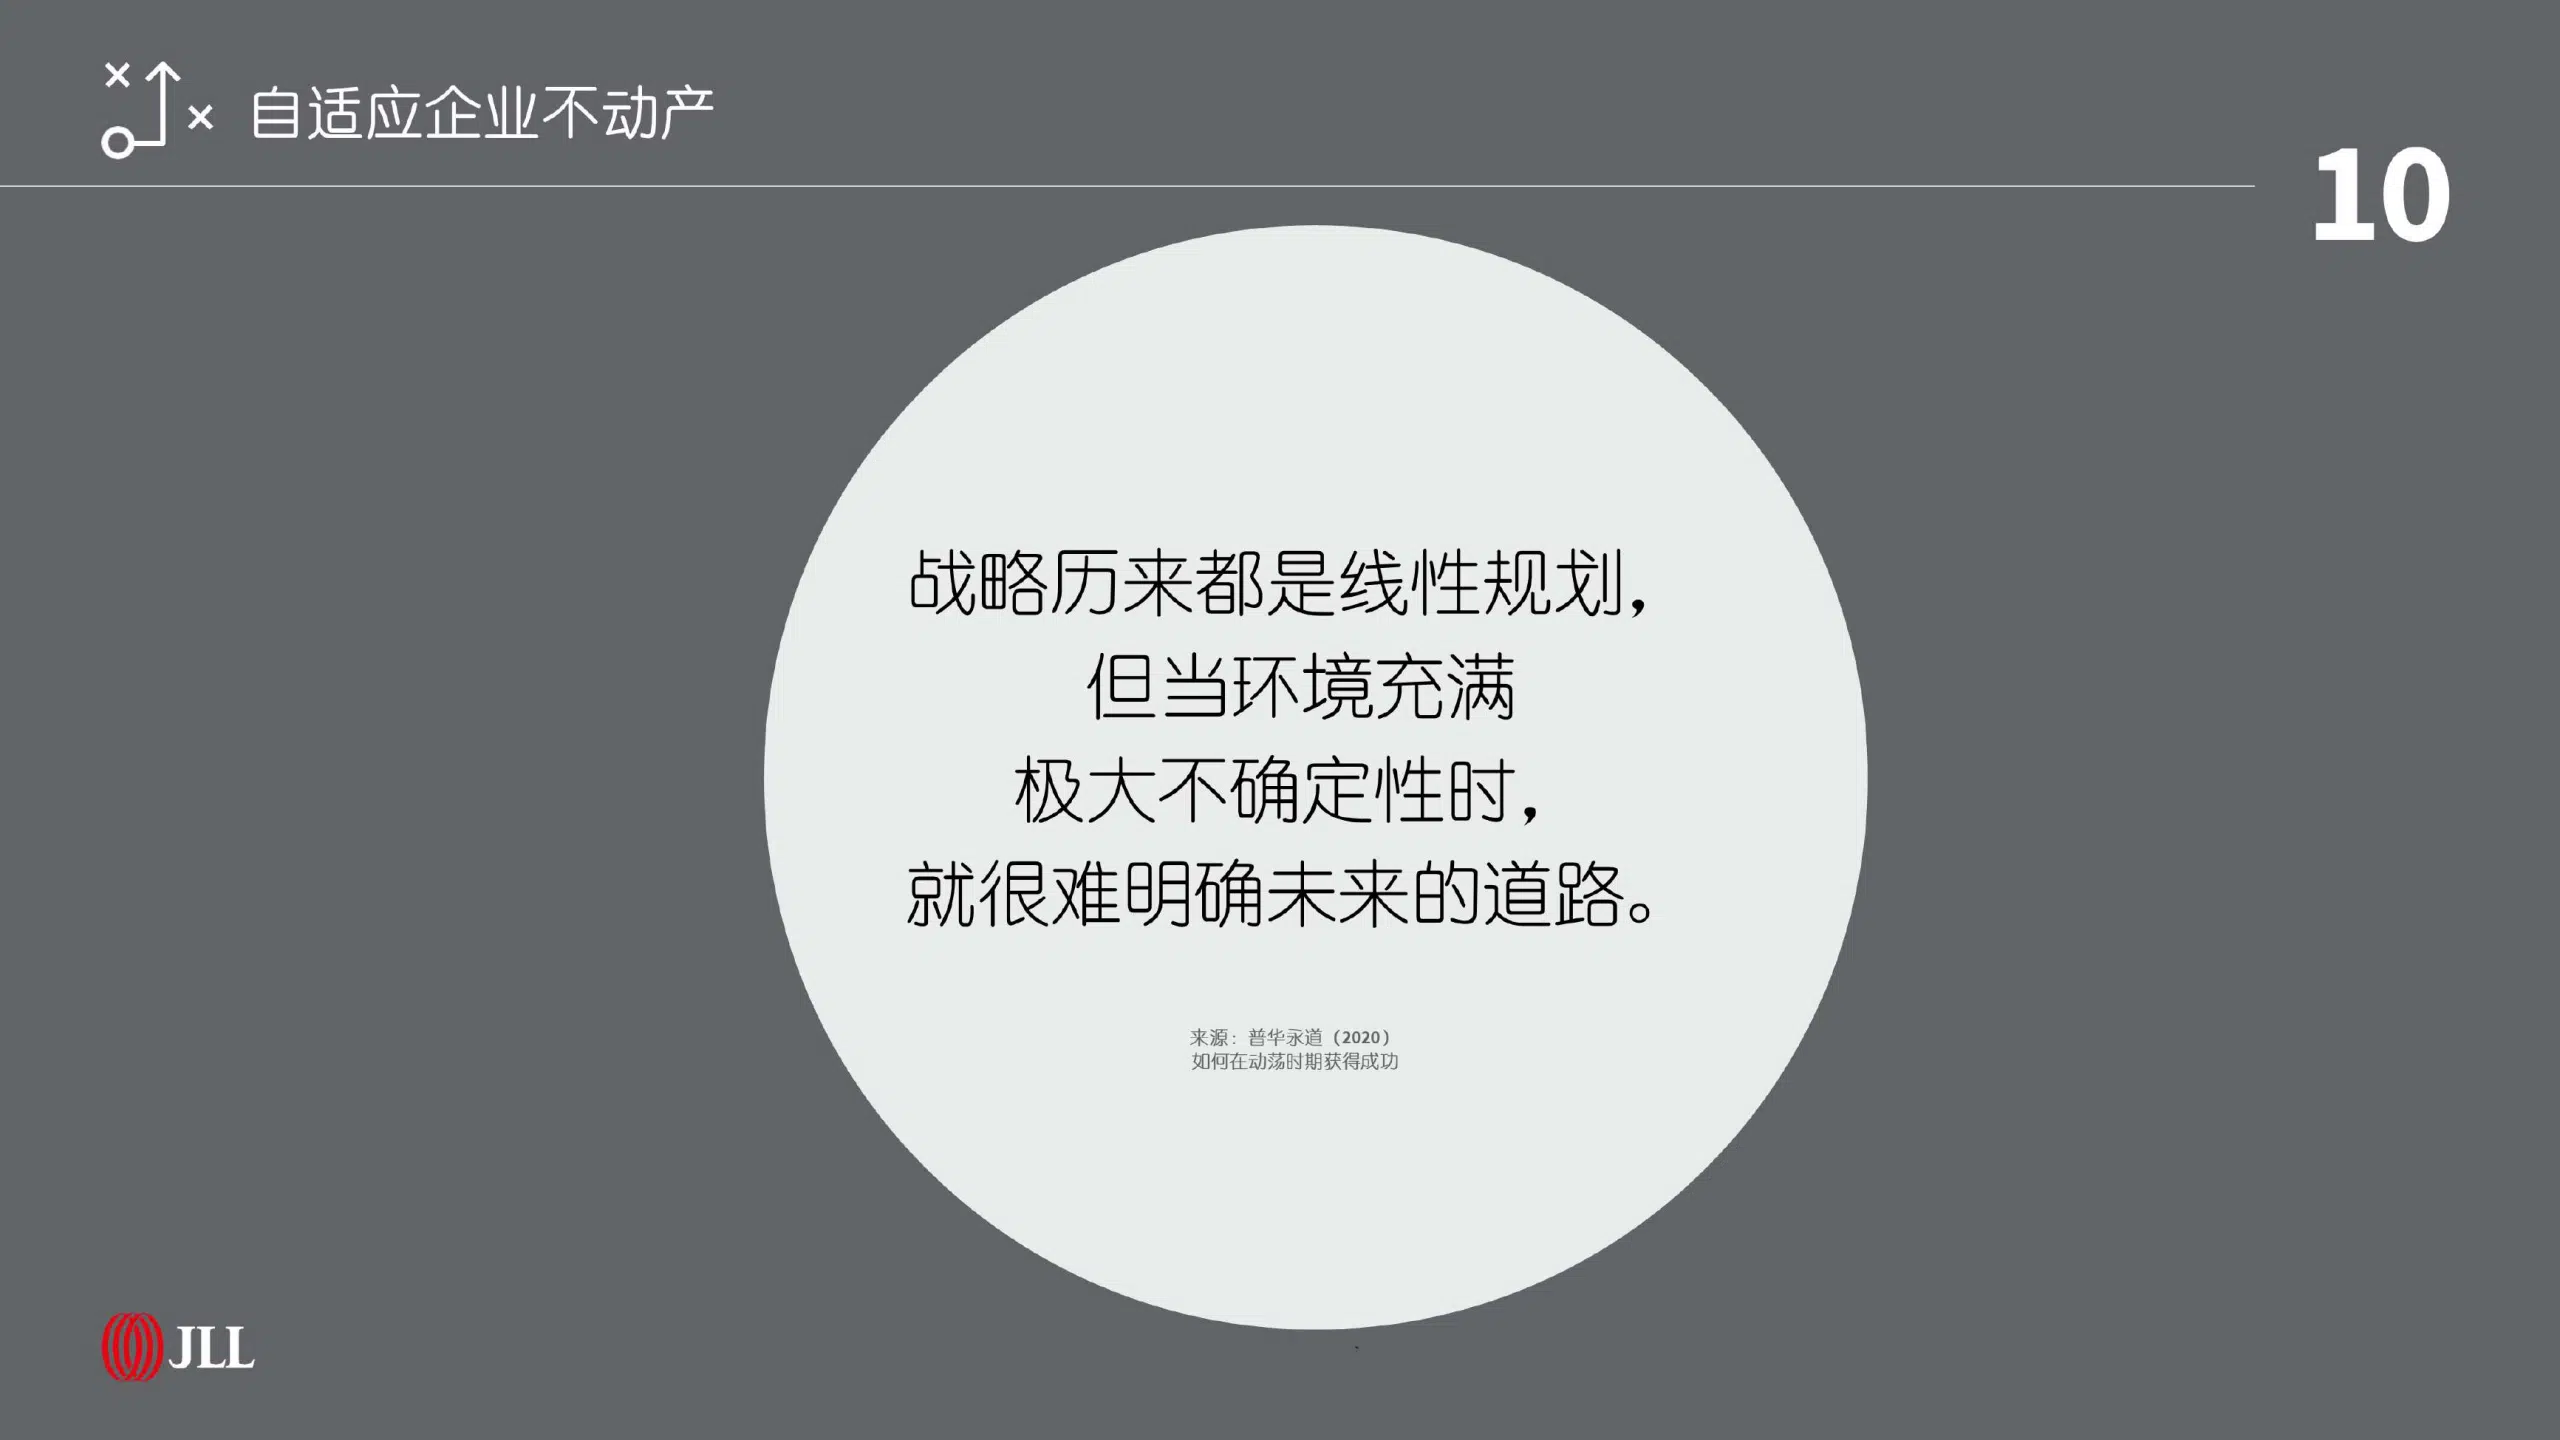 自适应企业不动产
10
战略历来都是线性规划，
但当环境充满
极大不确定性时，
就很难明确未来的道路。
来源：普华永道（2020）
如何在动荡时期获得成功
JLL